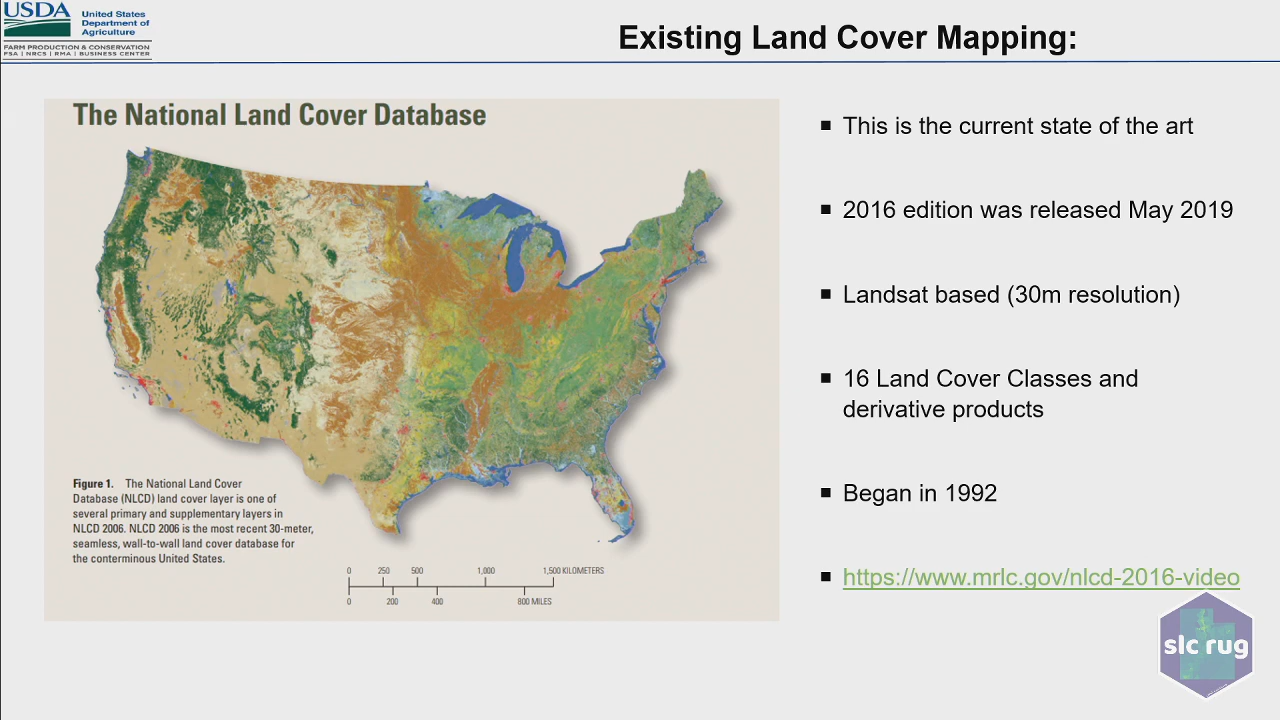 USDA
United States
Department of
Agriculture
FARM PRODUCTION & CONSERVATION
FSA | NRCS | RMA | BUSINESS CENTER
Existing Land Cover Mapping:
The National Land Cover Database
Figure 1. The National Land Cover
Database (NLCD) land cover layer is one of
several primary and supplementary layers in
NLCD 2006. NLCD 2006 is the most recent 30-meter,
seamless, wall-to-wall land cover database for
the conterminous United States.
0 250 500 1,000 1,500 KILOMETERS
0 200 400 800 MILES
▪ This is the current state of the art
▪ 2016 edition was released May 2019
▪ Landsat based (30m resolution)
▪ 16 Land Cover Classes and
derivative products
▪ Began in 1992
▪ https://www.mrlc.gov/nlcd-2016-video
slc rug